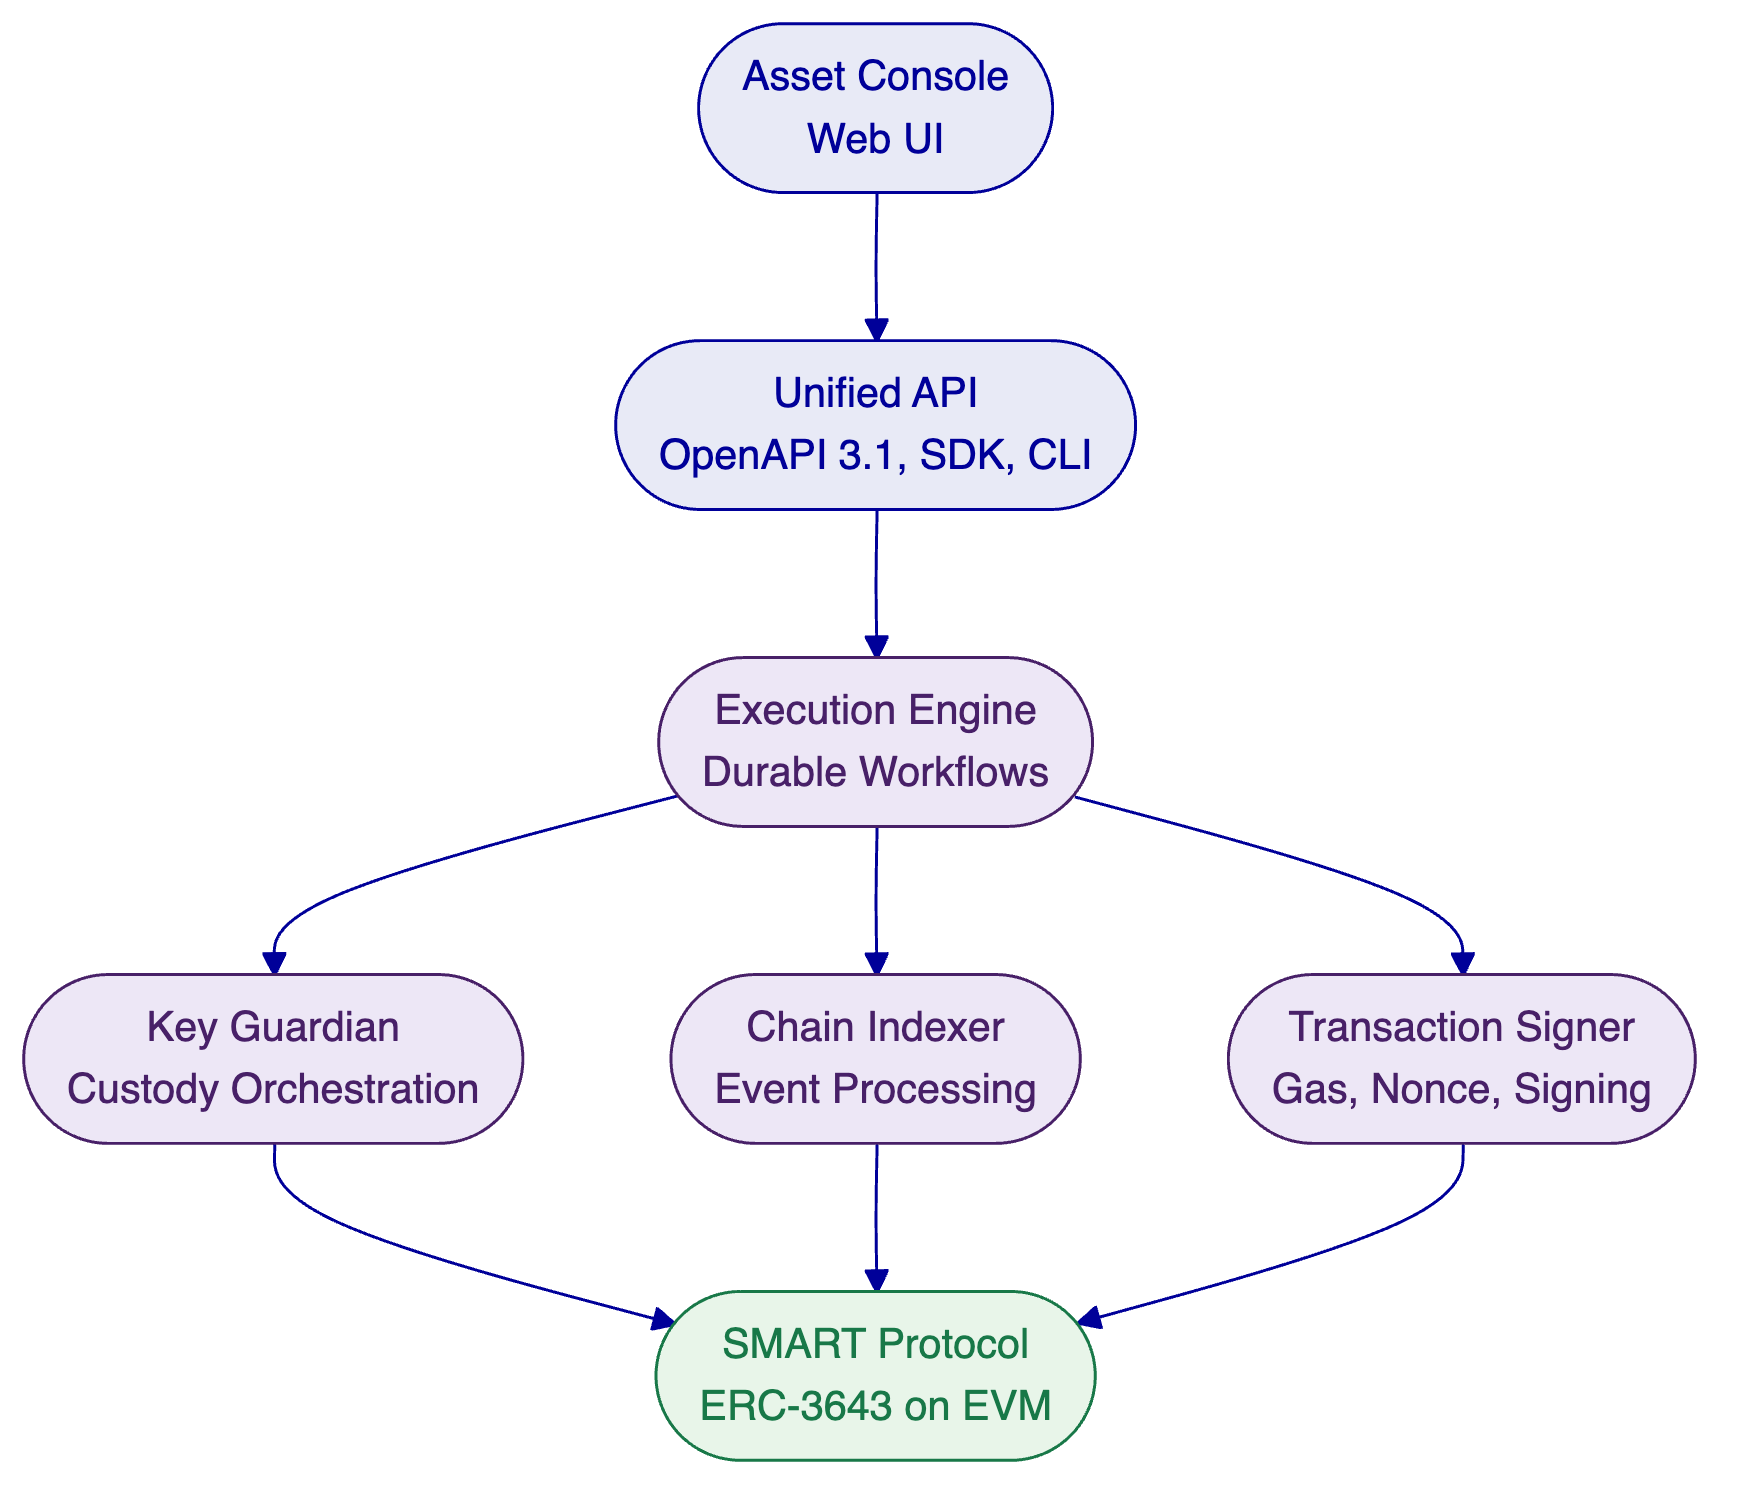 Asset Console
Web UI
Unified API
OpenAPI 3.1, SDK, CLI
Execution Engine
Durable Workflows
Key Guardian
Custody Orchestration
Chain Indexer
Event Processing
Transaction Signer
Gas, Nonce, Signing
SMART Protocol
ERC-3643 on EVM